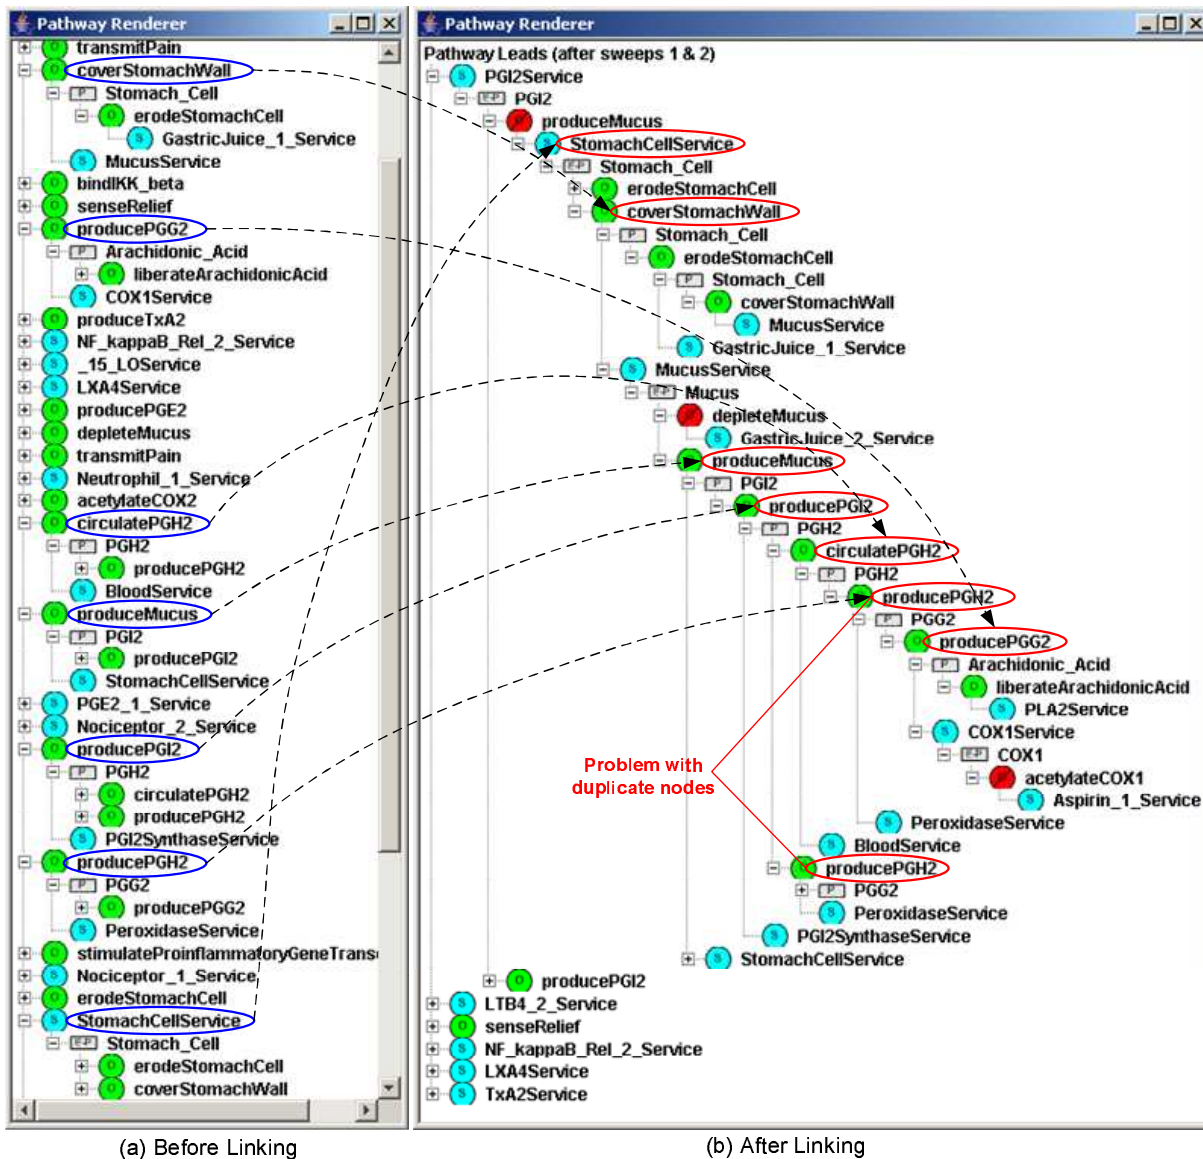 Pathway Renderer
transmitPain
coverStomachWall
P Stomach_Cell
O erodeStomachCell
S GastricJuice_1_Service
S MucusService
O bindIKK_beta
O senseRelief
O producePGG2
P Arachidonic_Acid
O liberateArachidonicAcid
S COX1Service
O produceTxA2
S NF_kappaB_Rel_2_Service
S _15_LOService
S LXA4Service
O producePGE2
O depleteMucus
O transmitPain
S Neutrophil_1_Service
O acetylateCOX2
O circulatePGH2
P PGH2
O producePGH2
S BloodService
O produceMucus
P PGI2
O producePGI2
S StomachCellService
S PGE2_1_Service
S Nociceptor_2_Service
O producePGI2
P PGH2
O circulatePGH2
O producePGH2
S PGI2SynthaseService
O producePGH2
P PGG2
O producePGG2
S PeroxidaseService
O stimulateProinflammatoryGeneTrans
S Nociceptor_1_Service
O erodeStomachCell
S StomachCellService
E-P Stomach_Cell
O erodeStomachCell
O coverStomachWall
(a) Before Linking
Pathway Renderer
Pathway Leads (after sweeps 1 & 2)
S PGI2Service
E-P PGI2
produceMucus
S StomachCellService
E-P Stomach_Cell
O erodeStomachCell
O coverStomachWall
P Stomach_Cell
O erodeStomachCell
P Stomach_Cell
O coverStomachWall
S MucusService
S GastricJuice_1_Service
S MucusService
E-P Mucus
depleteMucus
S GastricJuice_2_Service
O produceMucus
P PGI2
O producePGI2
P PGH2
O circulatePGH2
P PGH2
O producePGH2
P PGG2
O producePGG2
P Arachidonic_Acid
O liberateArachidonicAcid
S PLA2Service
S COX1Service
E-P COX1
acetylateCOX1
S Aspirin_1_Service
S PeroxidaseService
S BloodService
Problem with
duplicate nodes
O producePGH2
P PGG2
S PeroxidaseService
S PGI2SynthaseService
S StomachCellService
O producePGI2
S LTB4_2_Service
O senseRelief
S NF_kappaB_Rel_2_Service
S LXA4Service
S TxA2Service
(b) After Linking